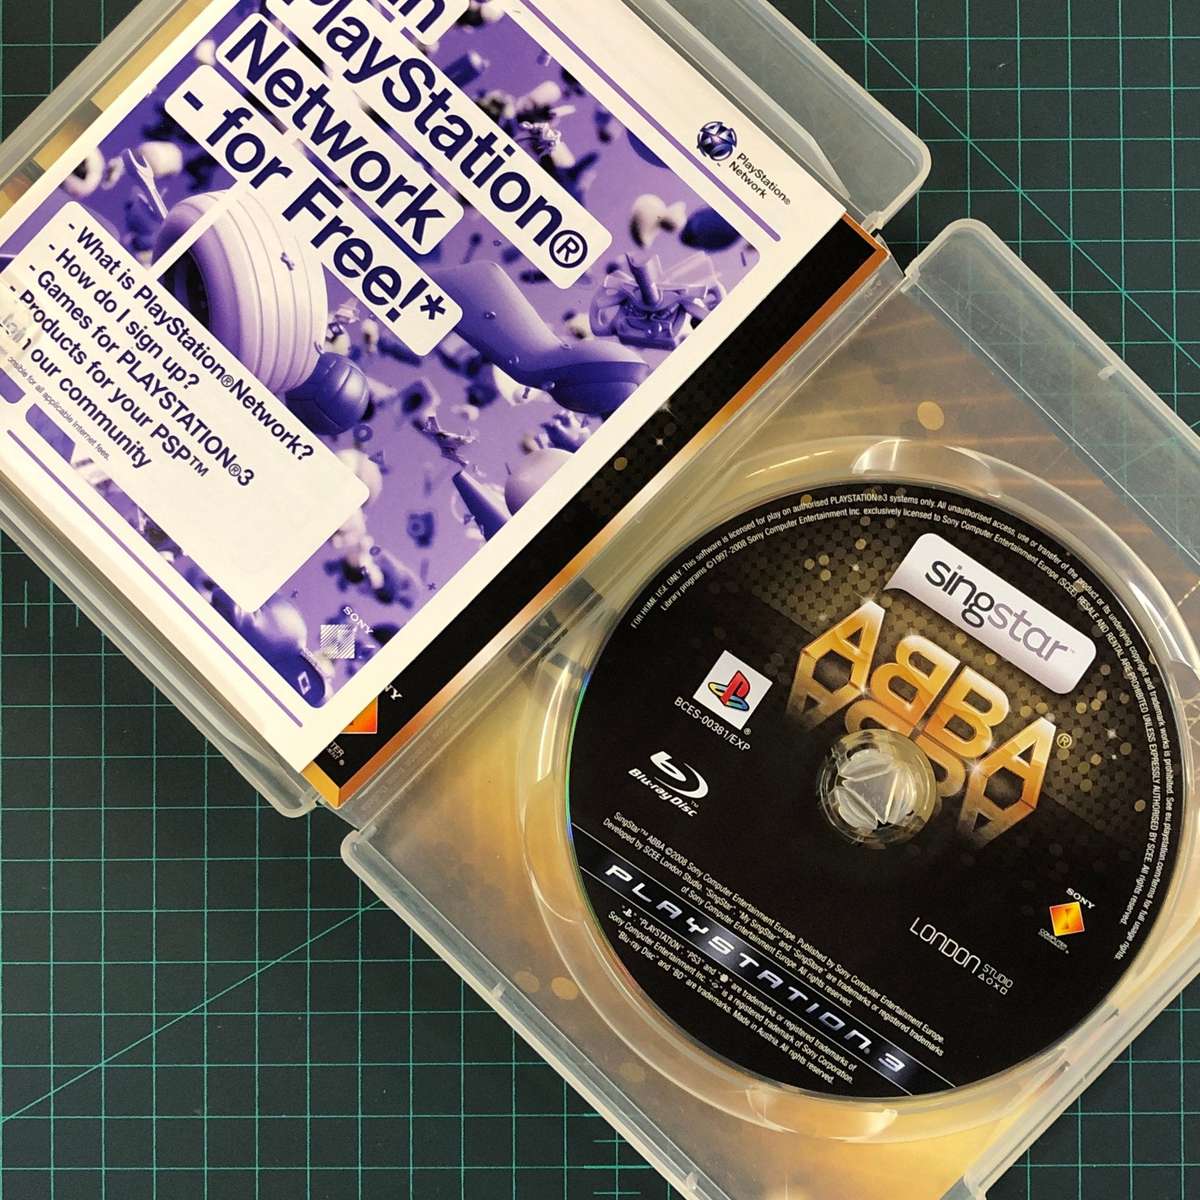 PlayStation®
Network
- for Free!*
- What is PlayStation®Network?
- How do I sign up?
- Games for PLAYSTATION®3
- Products for your PSP™
our community
applicable Internet fees.
PlayStation®
Network
SONY
FOR HOME USE ONLY. This software is licensed for play on authorised PLAYSTATION®3 systems only. All unauthorised access, use or transfer of the product or its underlying copyright and trademark works is prohibited. See eu.playstation.com/terms for full usage rights.
Library programs ©1997-2008 Sony Computer Entertainment Inc. exclusively licensed to Sony Computer Entertainment Europe (SCEE). RESALE AND RENTAL ARE PROHIBITED UNLESS EXPRESSLY AUTHORISED BY SCEE. All rights reserved.
singstar™
ABBA®
BCES-00381/EXP
Blu-ray Disc™
SONY
COMPUTER
LONDON STUDIO
SingStar™ ABBA ©2008 Sony Computer Entertainment Europe. Published by Sony Computer Entertainment Europe.
Developed by SCEE London Studio. "SingStar", "My SingStar" and "SingStore" are trademarks or registered trademarks
of Sony Computer Entertainment Europe. All rights reserved.
PLAYSTATION®3
"PLAYSTATION", "PS3" and are trademarks or registered trademarks of
Sony Computer Entertainment Inc. is a registered trademark of Sony Corporation.
"Blu-ray Disc" and "BD" are trademarks. Made in Austria. All rights reserved.